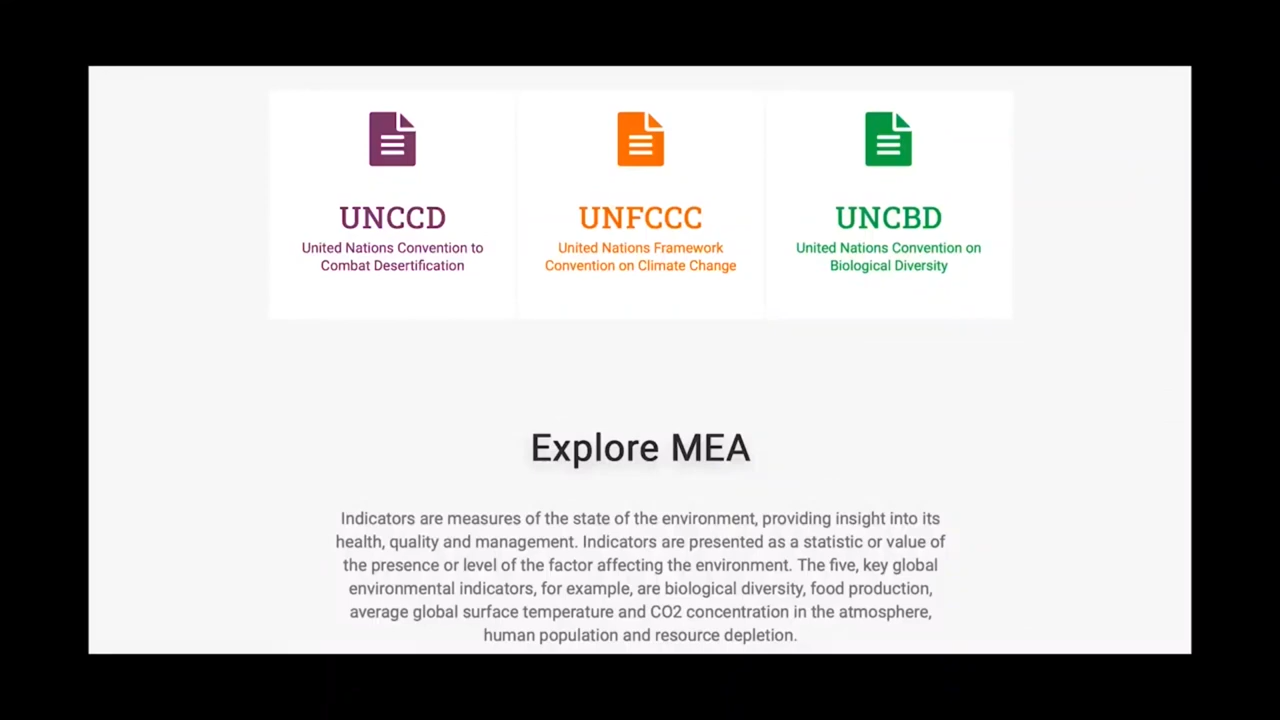 UNCCD
United Nations Convention to
Combat Desertification
UNFCCC
United Nations Framework
Convention on Climate Change
UNCBD
United Nations Convention on
Biological Diversity
Explore MEA
Indicators are measures of the state of the environment, providing insight into its
health, quality and management. Indicators are presented as a statistic or value of
the presence or level of the factor affecting the environment. The five, key global
environmental indicators, for example, are biological diversity, food production,
average global surface temperature and CO2 concentration in the atmosphere,
human population and resource depletion.